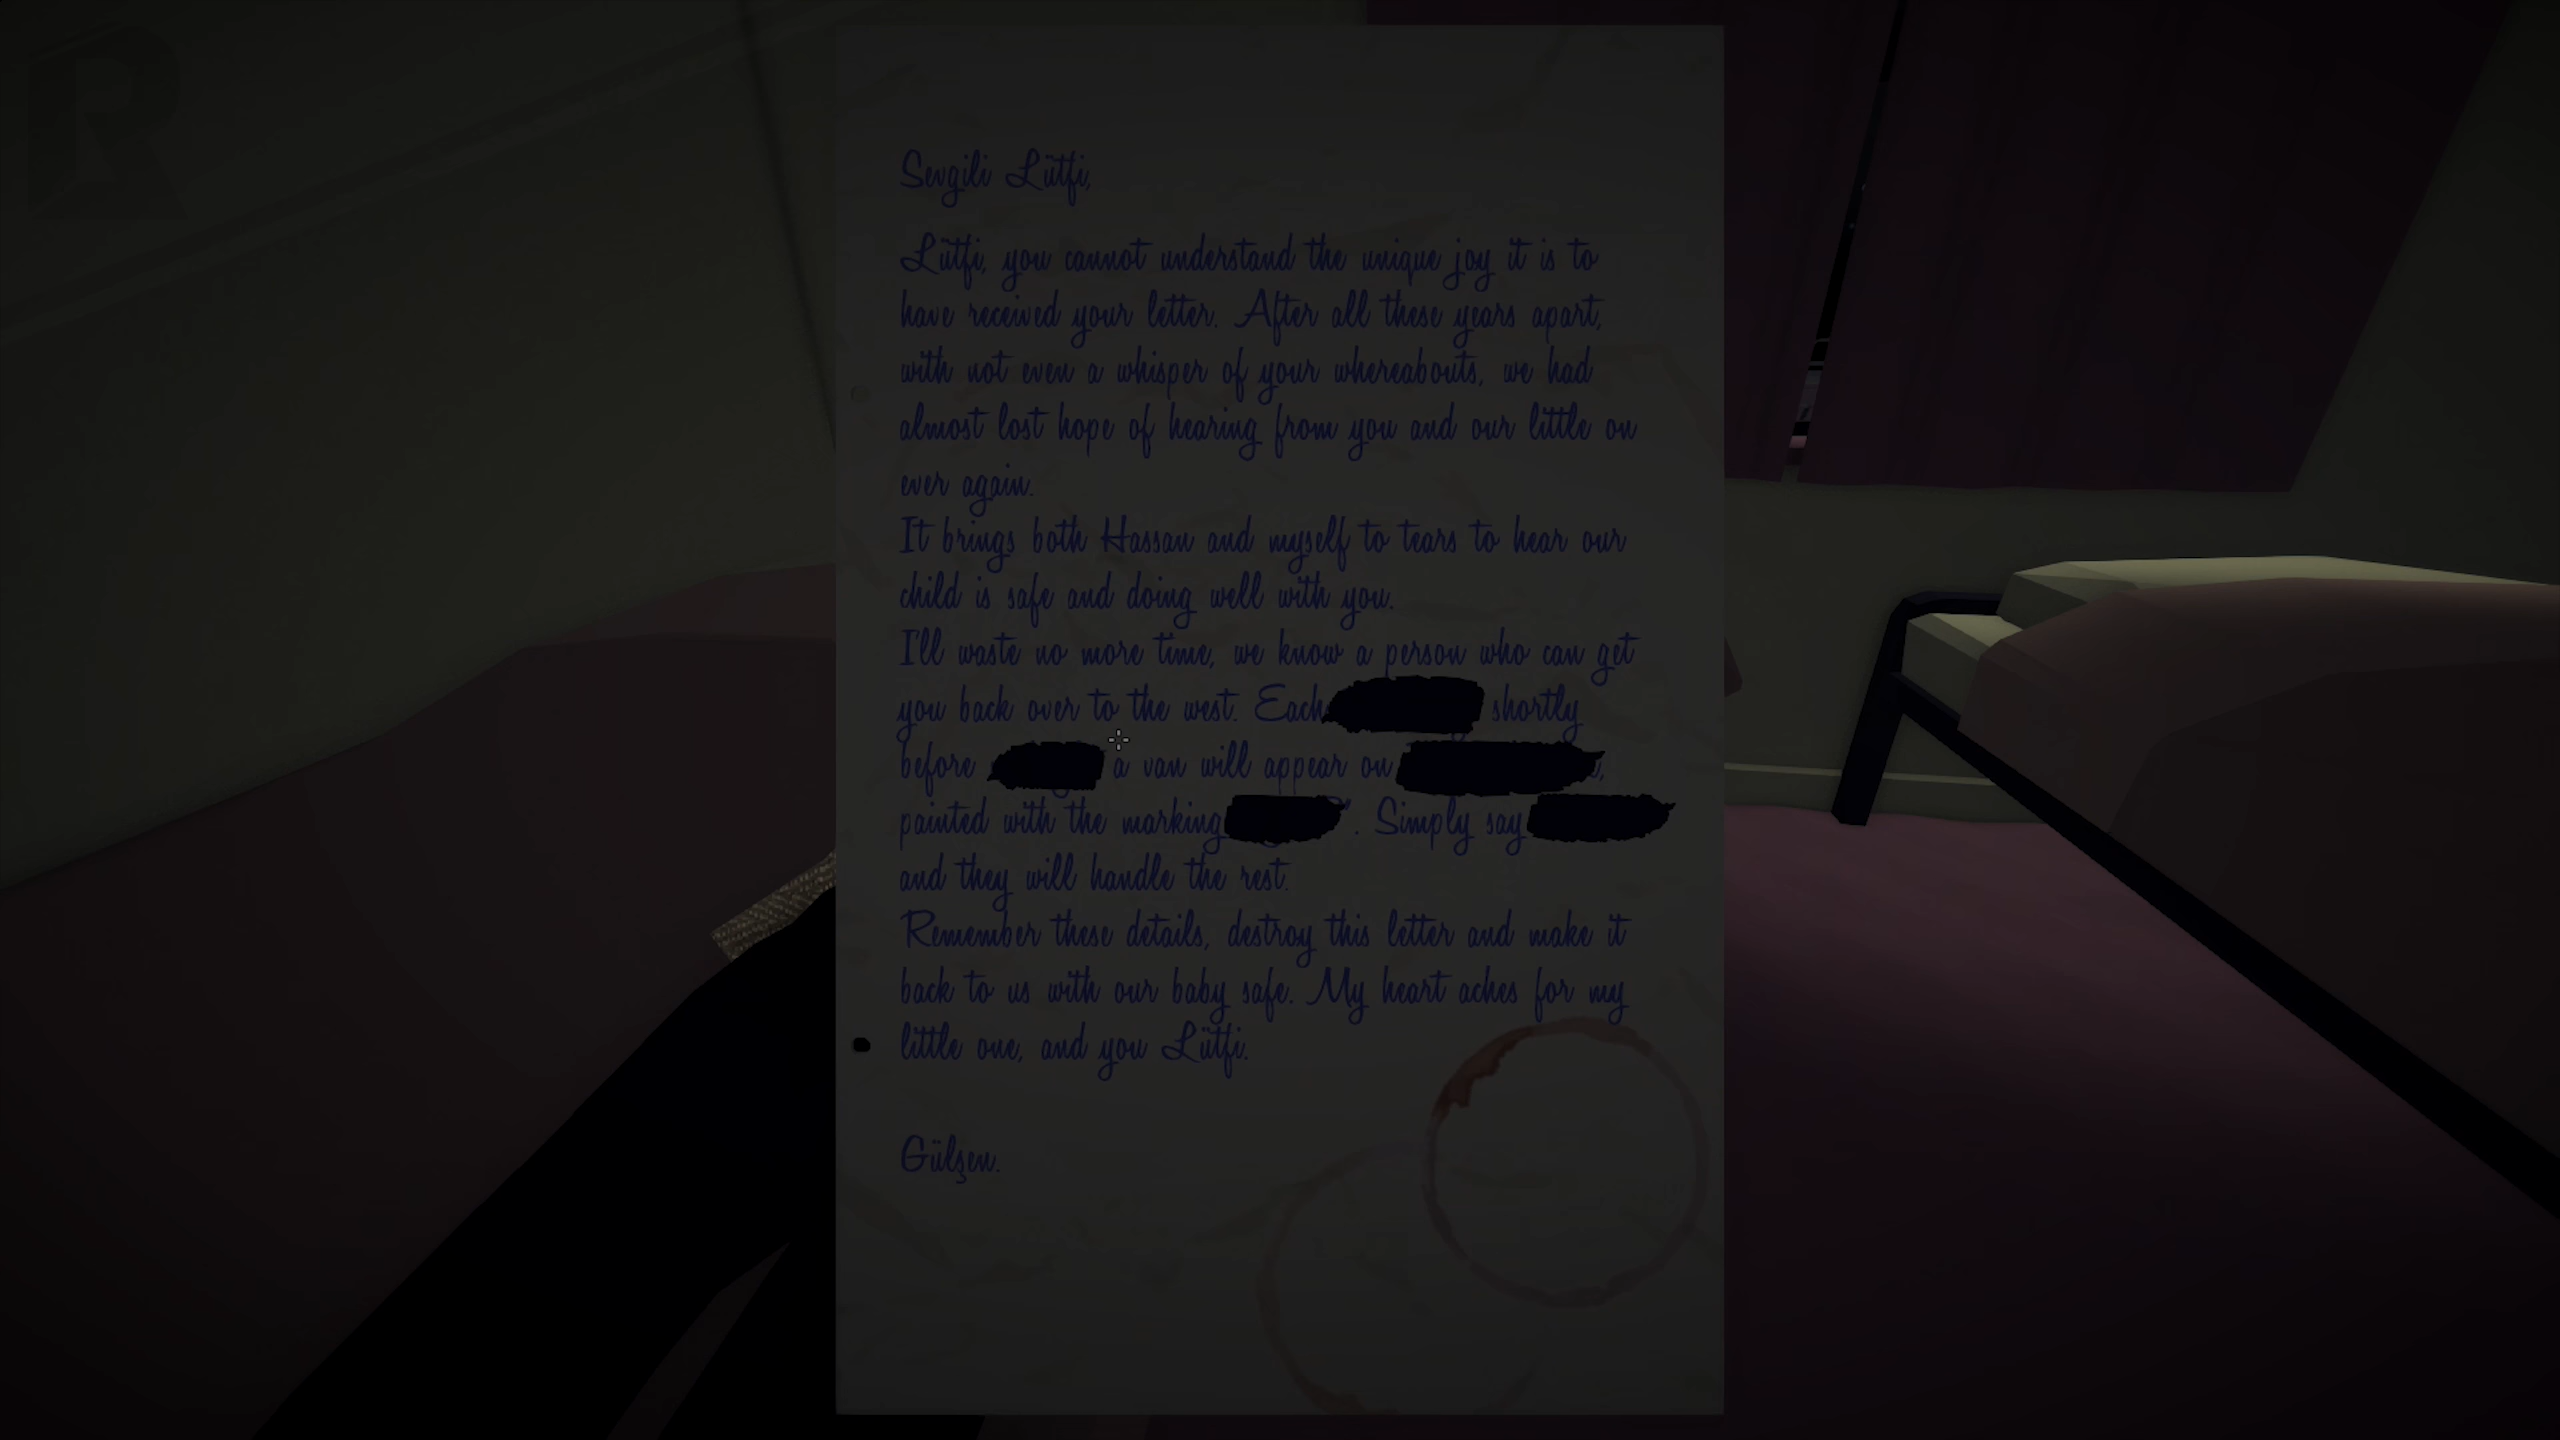 Sevgili Lütfi,
Lütfi, you cannot understand the unique joy it is to
have received your letter. After all these years apart,
with not even a whisper of your whereabouts, we had
almost lost hope of hearing from you and our little on
ever again.
It brings both Hassan and myself to tears to hear our
child is safe and doing well with you.
I'll waste no more time, we know a person who can get
you back over to the west. Each shortly
before a van will appear on ,
painted with the marking ". Simply say
and they will handle the rest.
Remember these details, destroy this letter and make it
back to us with our baby safe. My heart aches for my
little one, and you Lütfi.
Gülşen.